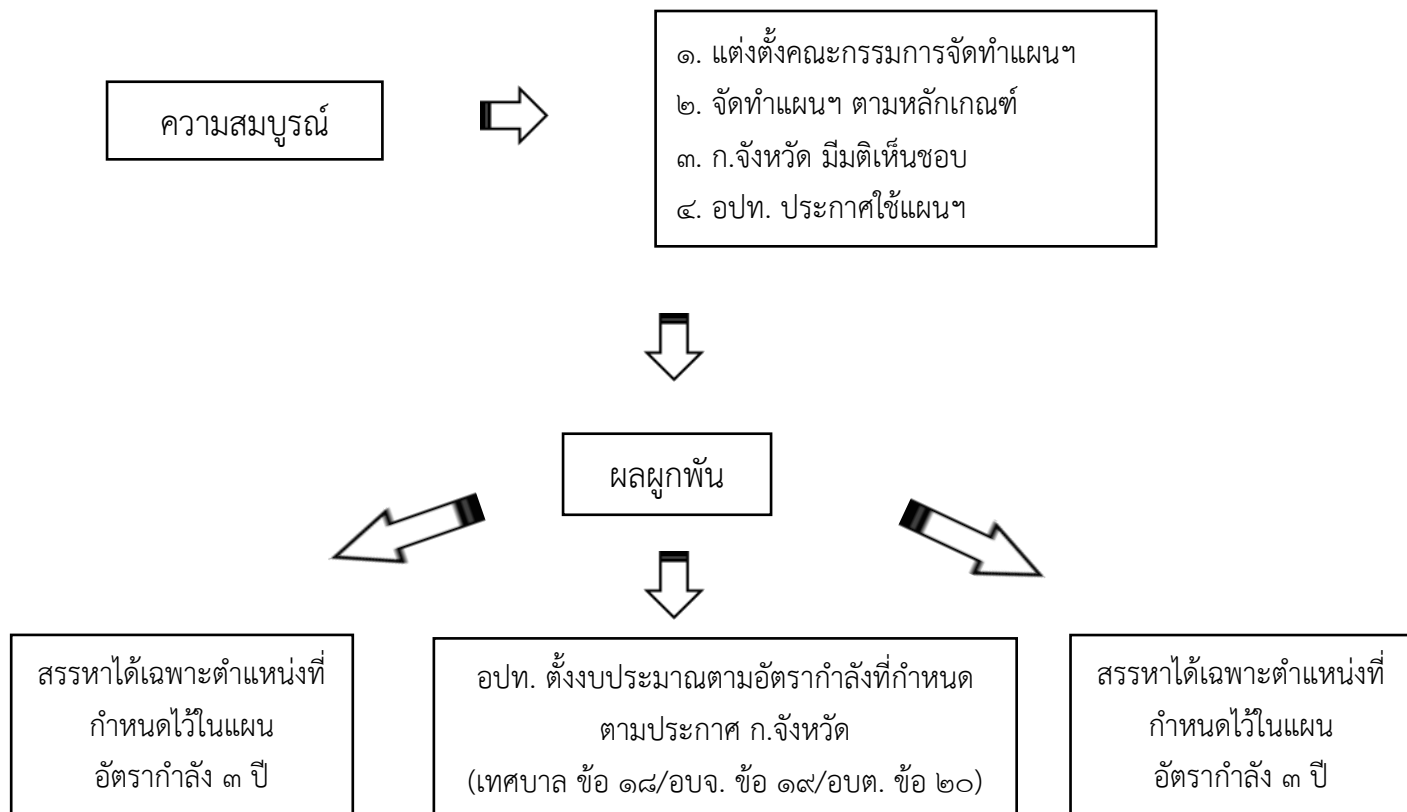 ความสมบูรณ์
๑. แต่งตั้งคณะกรรมการจัดทำแผนฯ
๒. จัดทำแผนฯ ตามหลักเกณฑ์
๓. ก.จังหวัด มีมติเห็นชอบ
๔. อปท. ประกาศใช้แผนฯ
ผลผูกพัน
สรรหาได้เฉพาะตำแหน่งที่
กำหนดไว้ในแผน
อัตรากำลัง ๓ ปี
อปท. ตั้งงบประมาณตามอัตรากำลังที่กำหนด
ตามประกาศ ก.จังหวัด
(เทศบาล ข้อ ๑๘/อบจ. ข้อ ๑๙/อบต. ข้อ ๒๐)
สรรหาได้เฉพาะตำแหน่งที่
กำหนดไว้ในแผน
อัตรากำลัง ๓ ปี